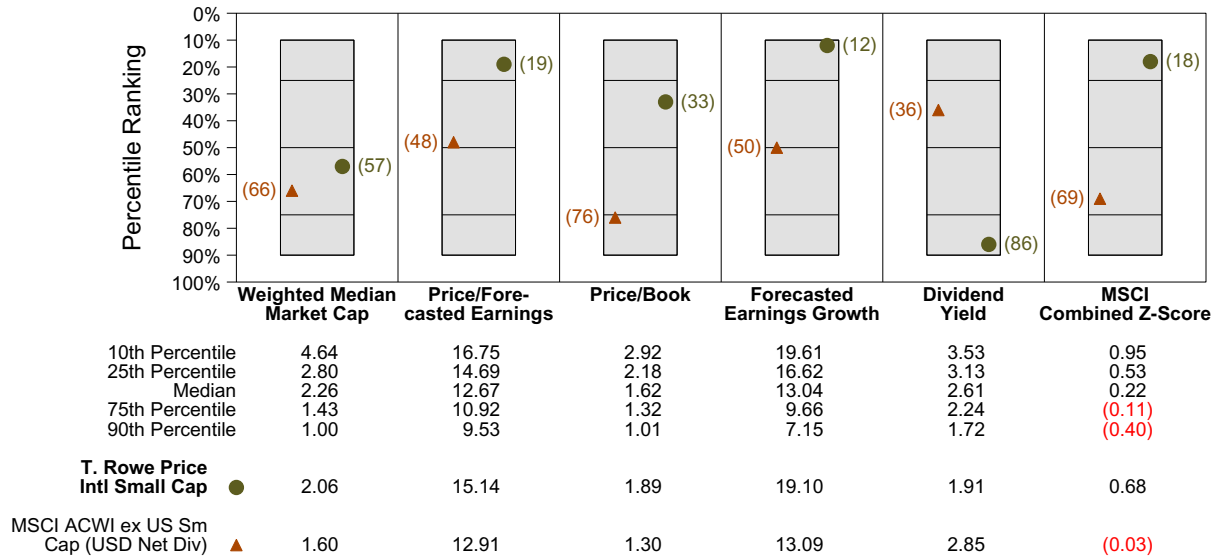 0%
10%
20%
30%
40%
50%
60%
70%
80%
90%
100%
Percentile Ranking
(66)
(57)
(48)
(19)
(76)
(33)
(50)
(12)
(36)
(86)
(69)
(18)
Weighted Median Market Cap
Price/Fore-casted Earnings
Price/Book
Forecasted Earnings Growth
Dividend Yield
MSCI Combined Z-Score
10th Percentile 4.64 16.75 2.92 19.61 3.53 0.95
25th Percentile 2.80 14.69 2.18 16.62 3.13 0.53
Median 2.26 12.67 1.62 13.04 2.61 0.22
75th Percentile 1.43 10.92 1.32 9.66 2.24 (0.11)
90th Percentile 1.00 9.53 1.01 7.15 1.72 (0.40)
T. Rowe Price
Intl Small Cap 2.06 15.14 1.89 19.10 1.91 0.68
MSCI ACWI ex US Sm
Cap (USD Net Div) 1.60 12.91 1.30 13.09 2.85 (0.03)